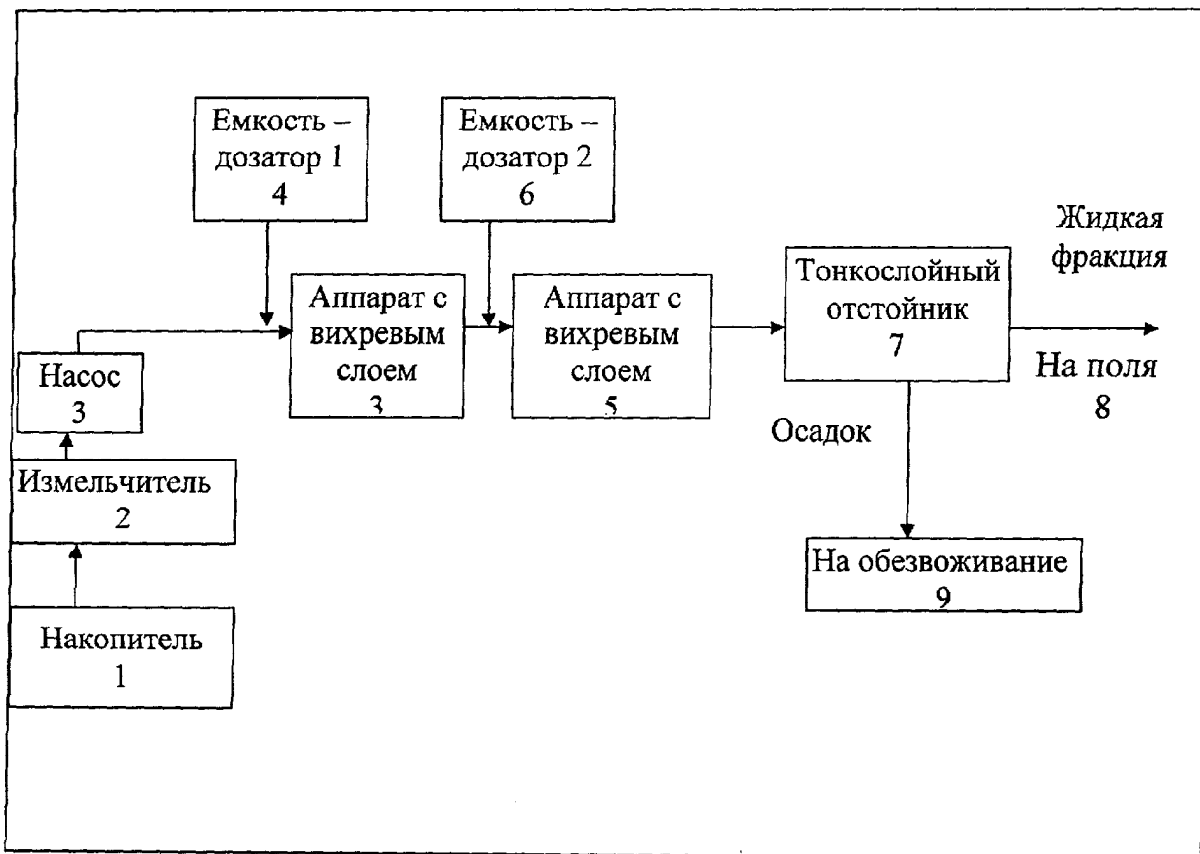 Емкость –
дозатор 1
4
Емкость –
дозатор 2
6
Жидкая
фракция
Тонкослойный
отстойник
7
Аппарат с
вихревым
слоем
3
Аппарат с
вихревым
слоем
5
На поля
8
Насос
3
Осадок
Измельчитель
2
На обезвоживание
9
Накопитель
1